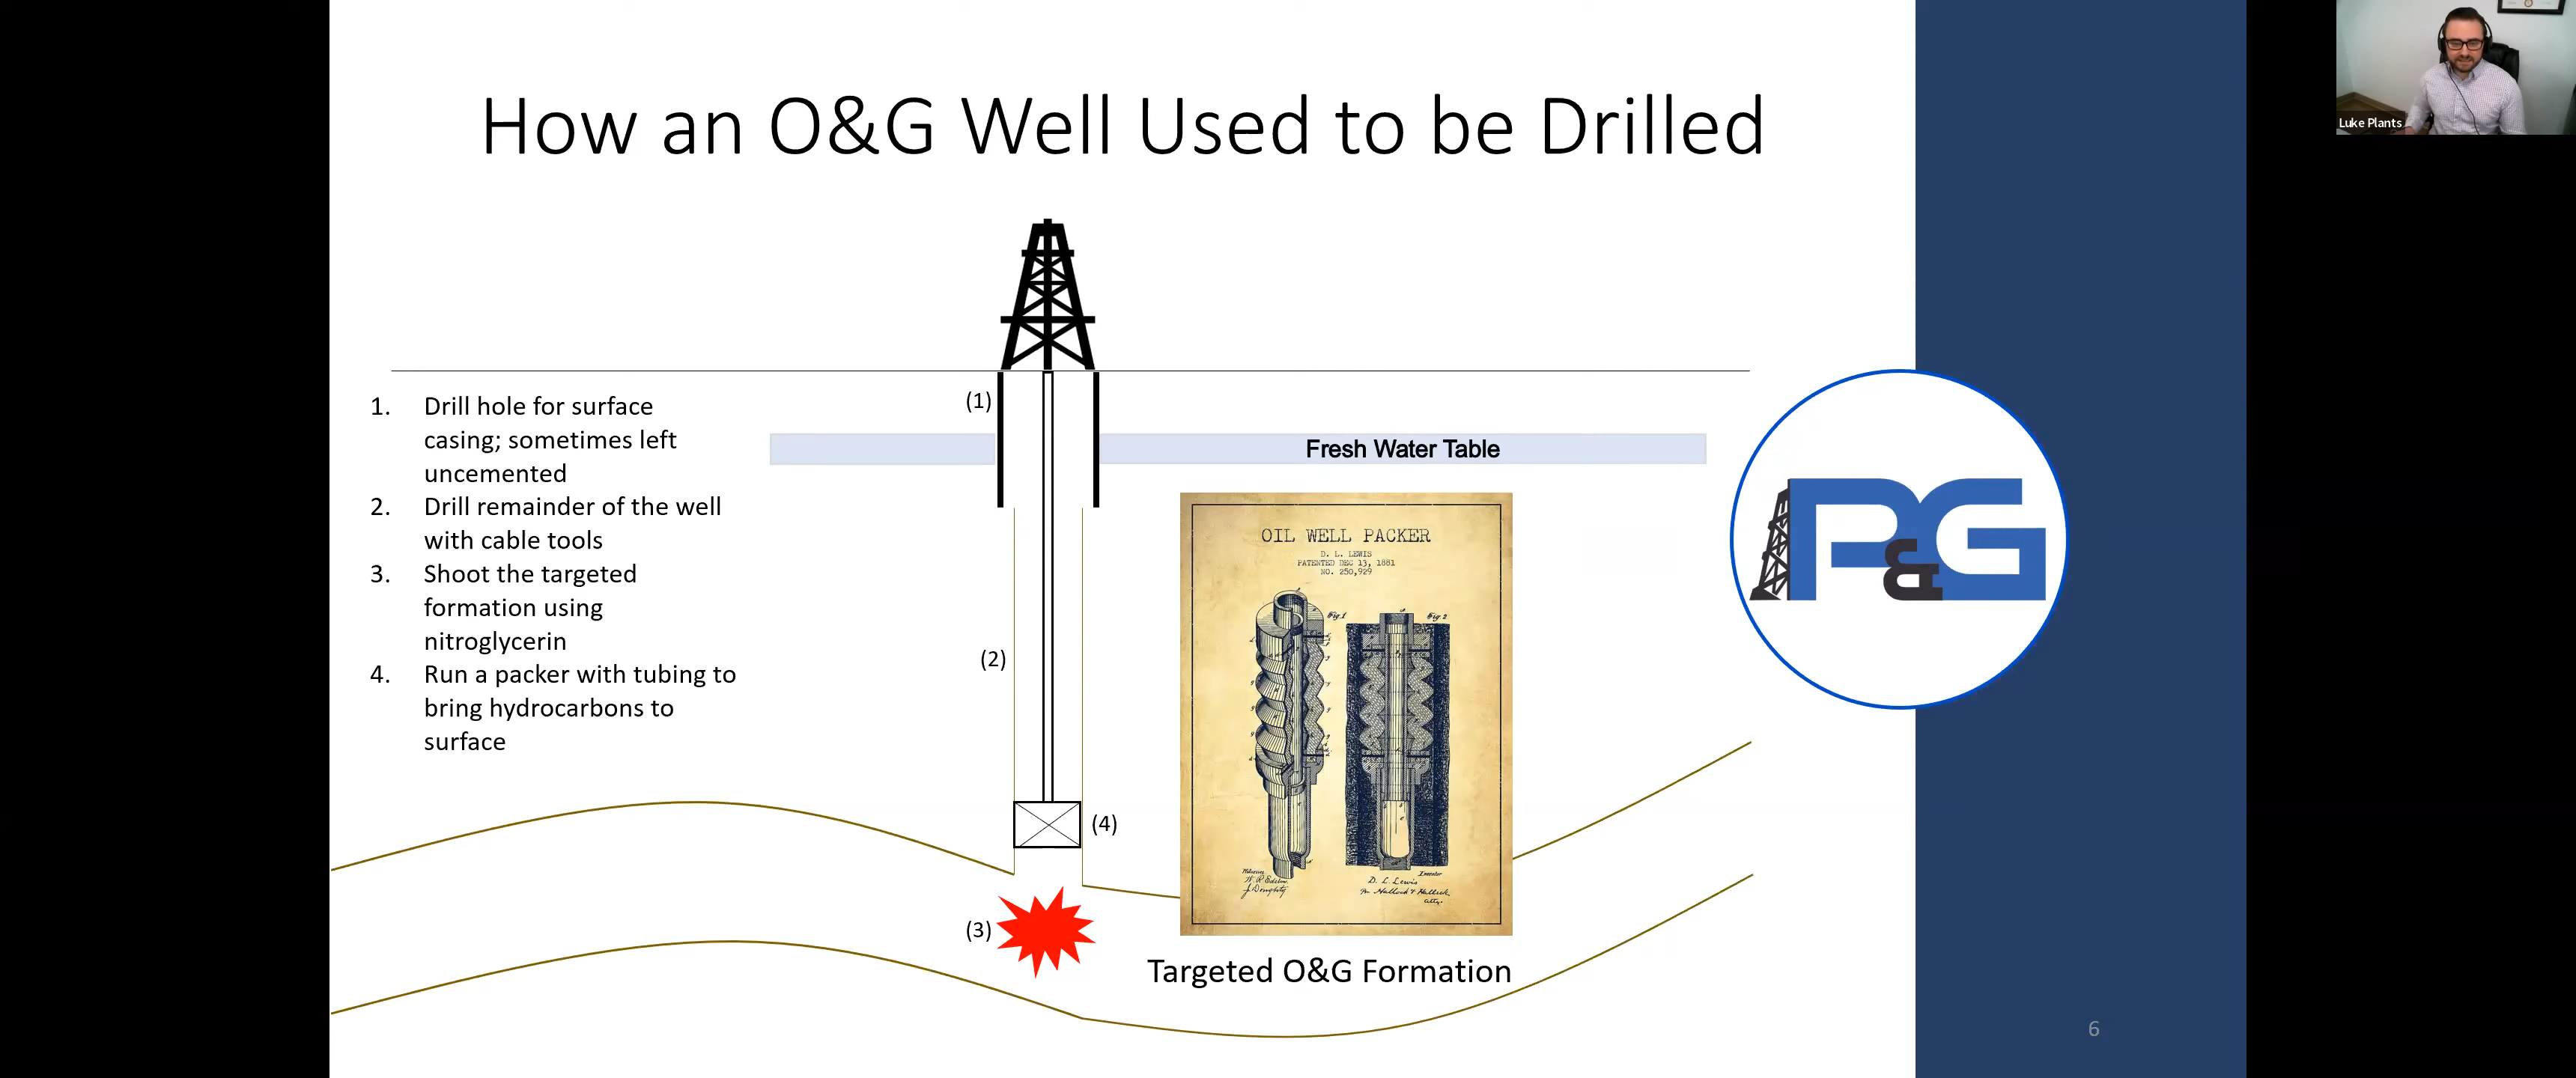 How an O&G Well Used to be Drilled
Luke Plants
1. Drill hole for surface
casing; sometimes left
uncemented
2. Drill remainder of the well
with cable tools
3. Shoot the targeted
formation using
nitroglycerin
4. Run a packer with tubing to
bring hydrocarbons to
surface
(1)
Fresh Water Table
(2)
(4)
(3)
OIL WELL PACKER
D. L. LEWIS
PATENTED DEC 13, 1881
NO. 250,929
Fig.1
Fig.2
Inventor
D. L. Lewis
Atty.
Targeted O&G Formation
P&G
6